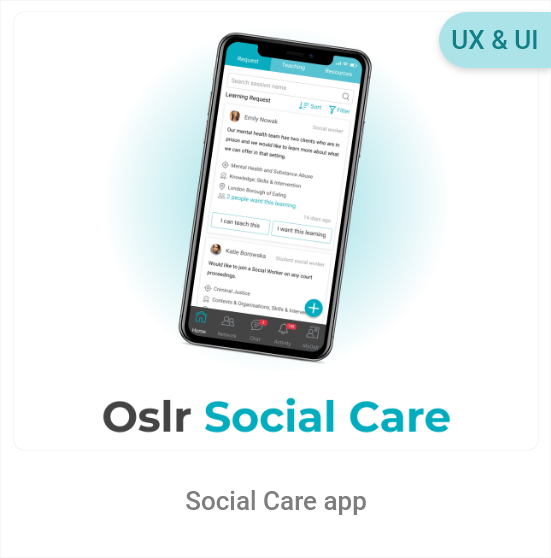 UX & UI
Request Teaching Resources
Search session name
Learning Request Sort Filter
Emily Nowak Social worker
Our mental health team has two clients who are in
prison and we would like to learn more about what
we can offer in that setting.
Mental Health and Substance Abuse
Knowledge, Skills & Intervention
London Borough of Ealing
2 people want this learning
14 days ago
I can teach this I want this learning
Katie Borowska Student social worker
Would like to join a Social Worker on any court
proceedings.
Criminal Justice
Contexts & Organisations, Skills & Interven
Home Network Chat Activity
Oslr Social Care
Social Care app